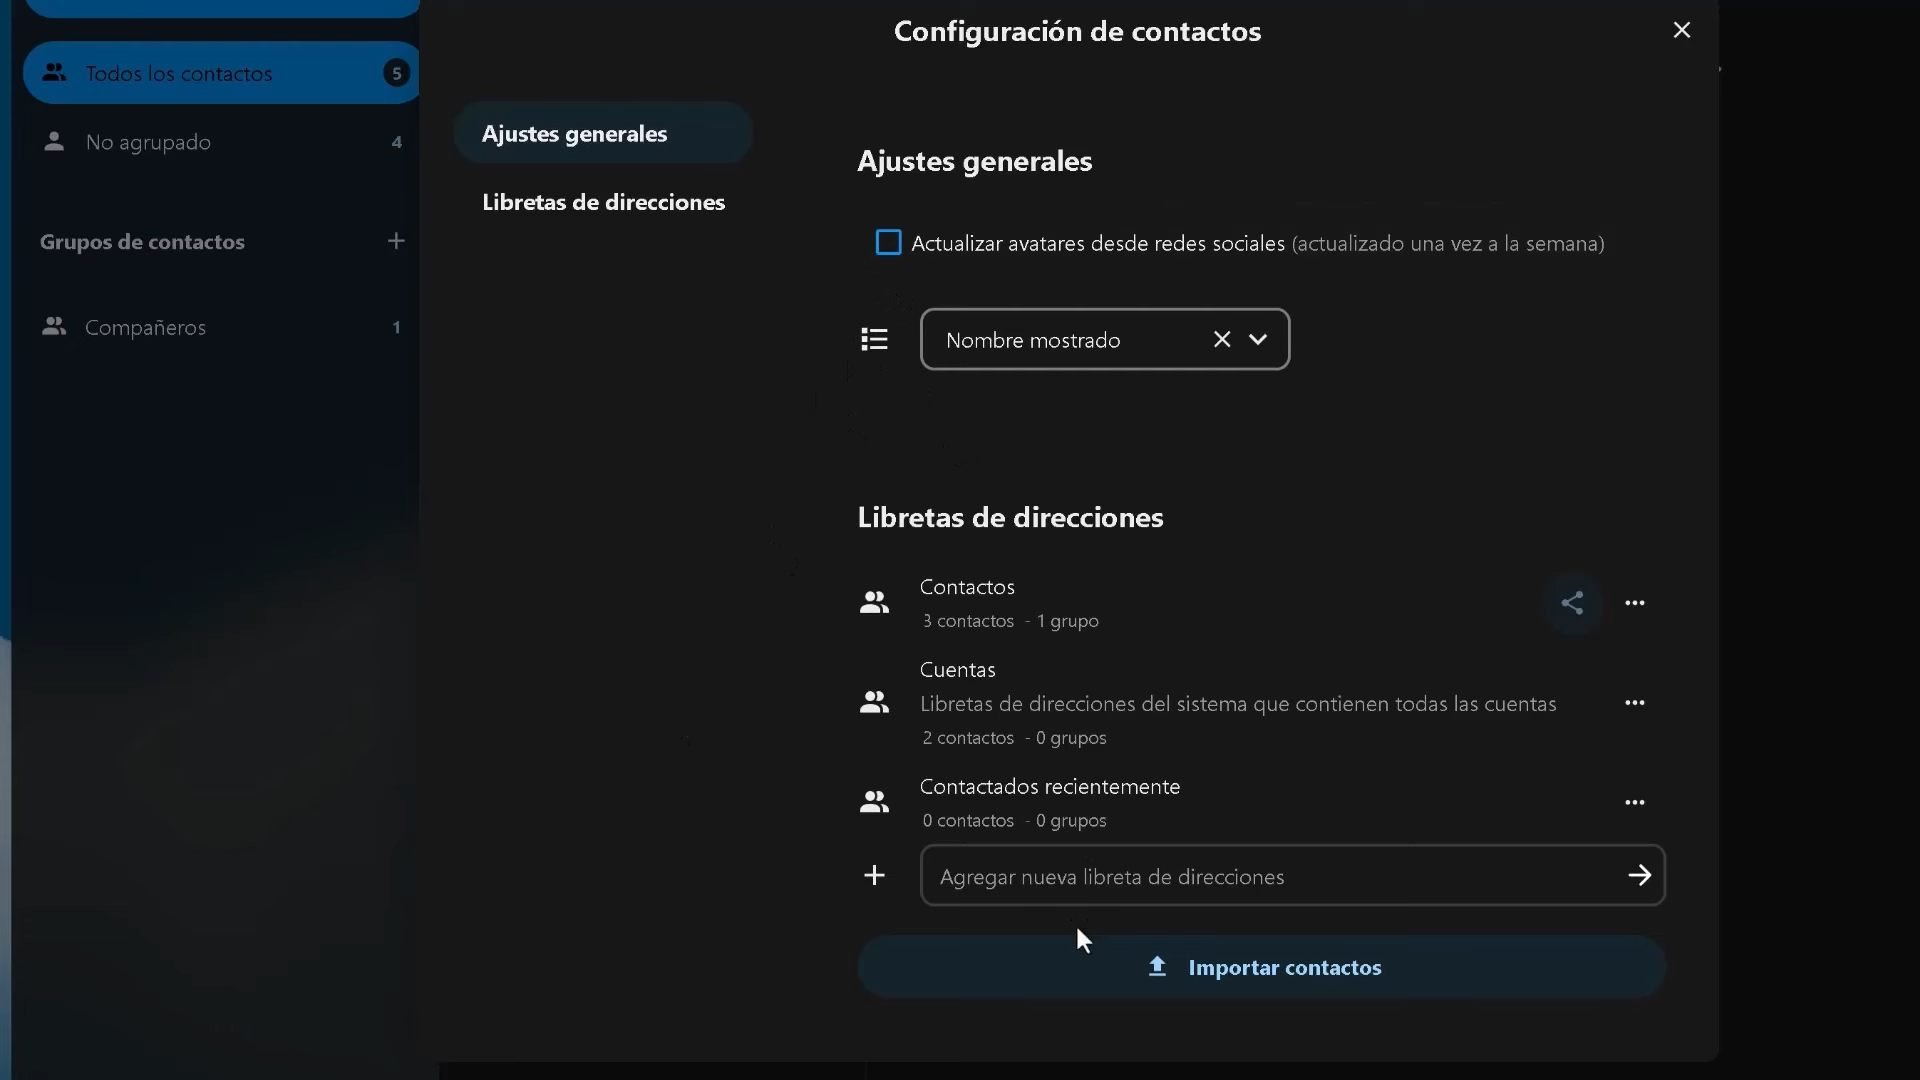 Configuración de contactos
Todos los contactos 5
No agrupado 4
Grupos de contactos
Compañeros 1
Ajustes generales
Libretas de direcciones
Ajustes generales
Actualizar avatares desde redes sociales (actualizado una vez a la semana)
Nombre mostrado
Libretas de direcciones
Contactos
3 contactos - 1 grupo
Cuentas
Libretas de direcciones del sistema que contienen todas las cuentas
2 contactos - 0 grupos
Contactados recientemente
0 contactos - 0 grupos
Agregar nueva libreta de direcciones
Importar contactos